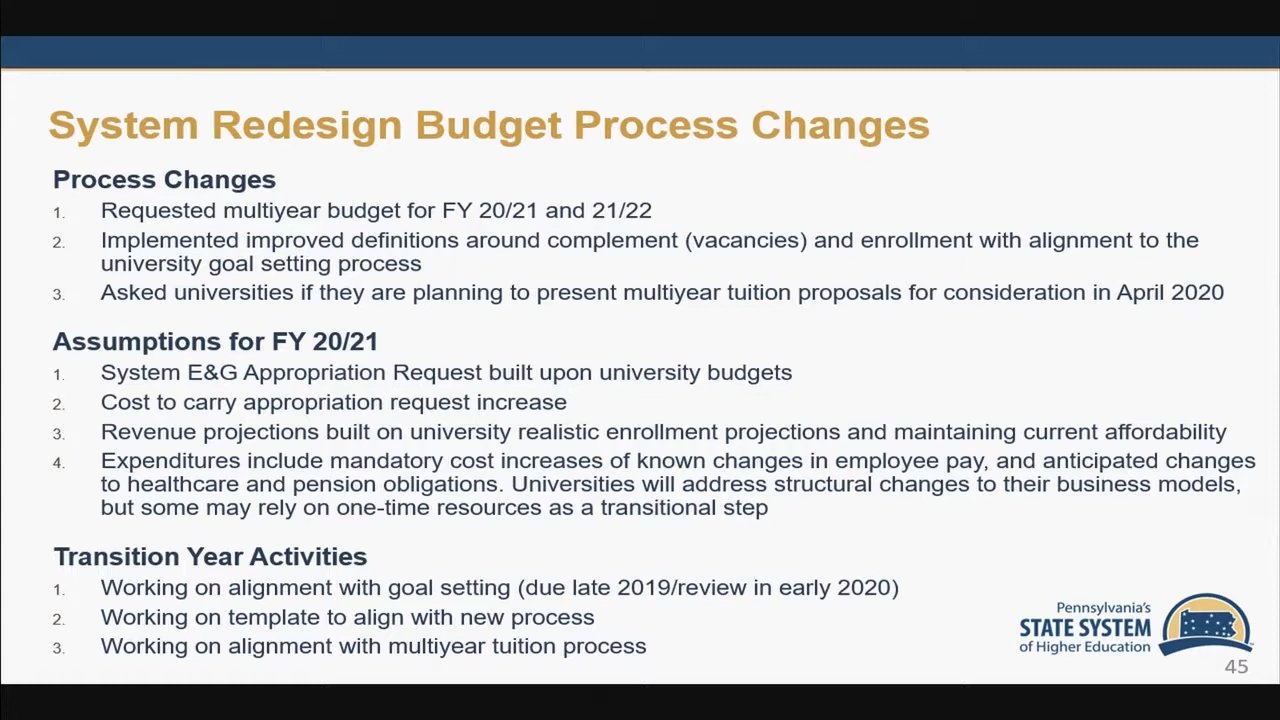 System Redesign Budget Process Changes
Process Changes
1. Requested multiyear budget for FY 20/21 and 21/22
2. Implemented improved definitions around complement (vacancies) and enrollment with alignment to the
university goal setting process
3. Asked universities if they are planning to present multiyear tuition proposals for consideration in April 2020
Assumptions for FY 20/21
1. System E&G Appropriation Request built upon university budgets
2. Cost to carry appropriation request increase
3. Revenue projections built on university realistic enrollment projections and maintaining current affordability
4. Expenditures include mandatory cost increases of known changes in employee pay, and anticipated changes
to healthcare and pension obligations. Universities will address structural changes to their business models,
but some may rely on one-time resources as a transitional step
Transition Year Activities
1. Working on alignment with goal setting (due late 2019/review in early 2020)
2. Working on template to align with new process
3. Working on alignment with multiyear tuition process
Pennsylvania's
STATE SYSTEM
of Higher Education
45